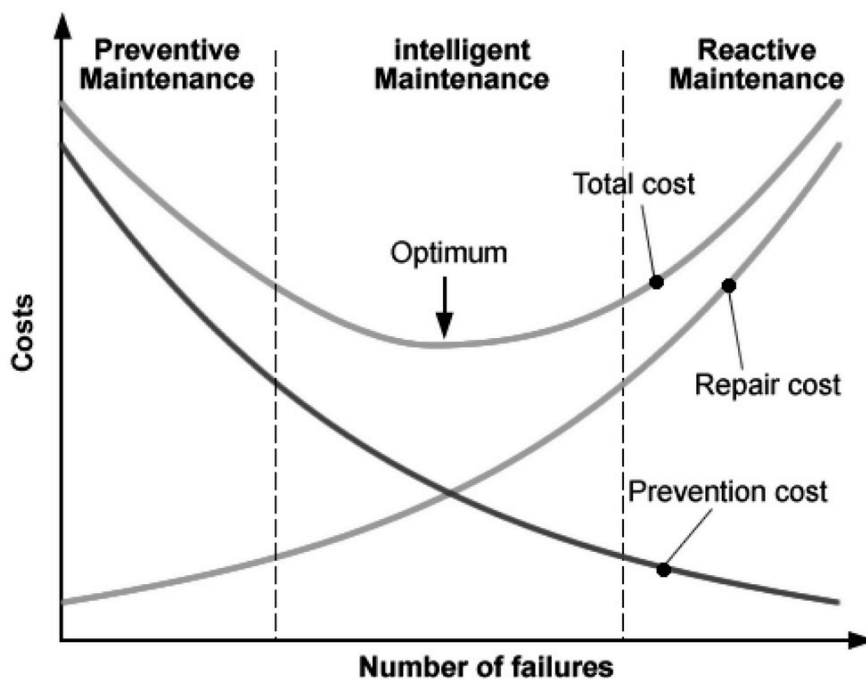 Preventive
Maintenance
intelligent
Maintenance
Reactive
Maintenance
Total cost
Optimum
Costs
Repair cost
Prevention cost
Number of failures